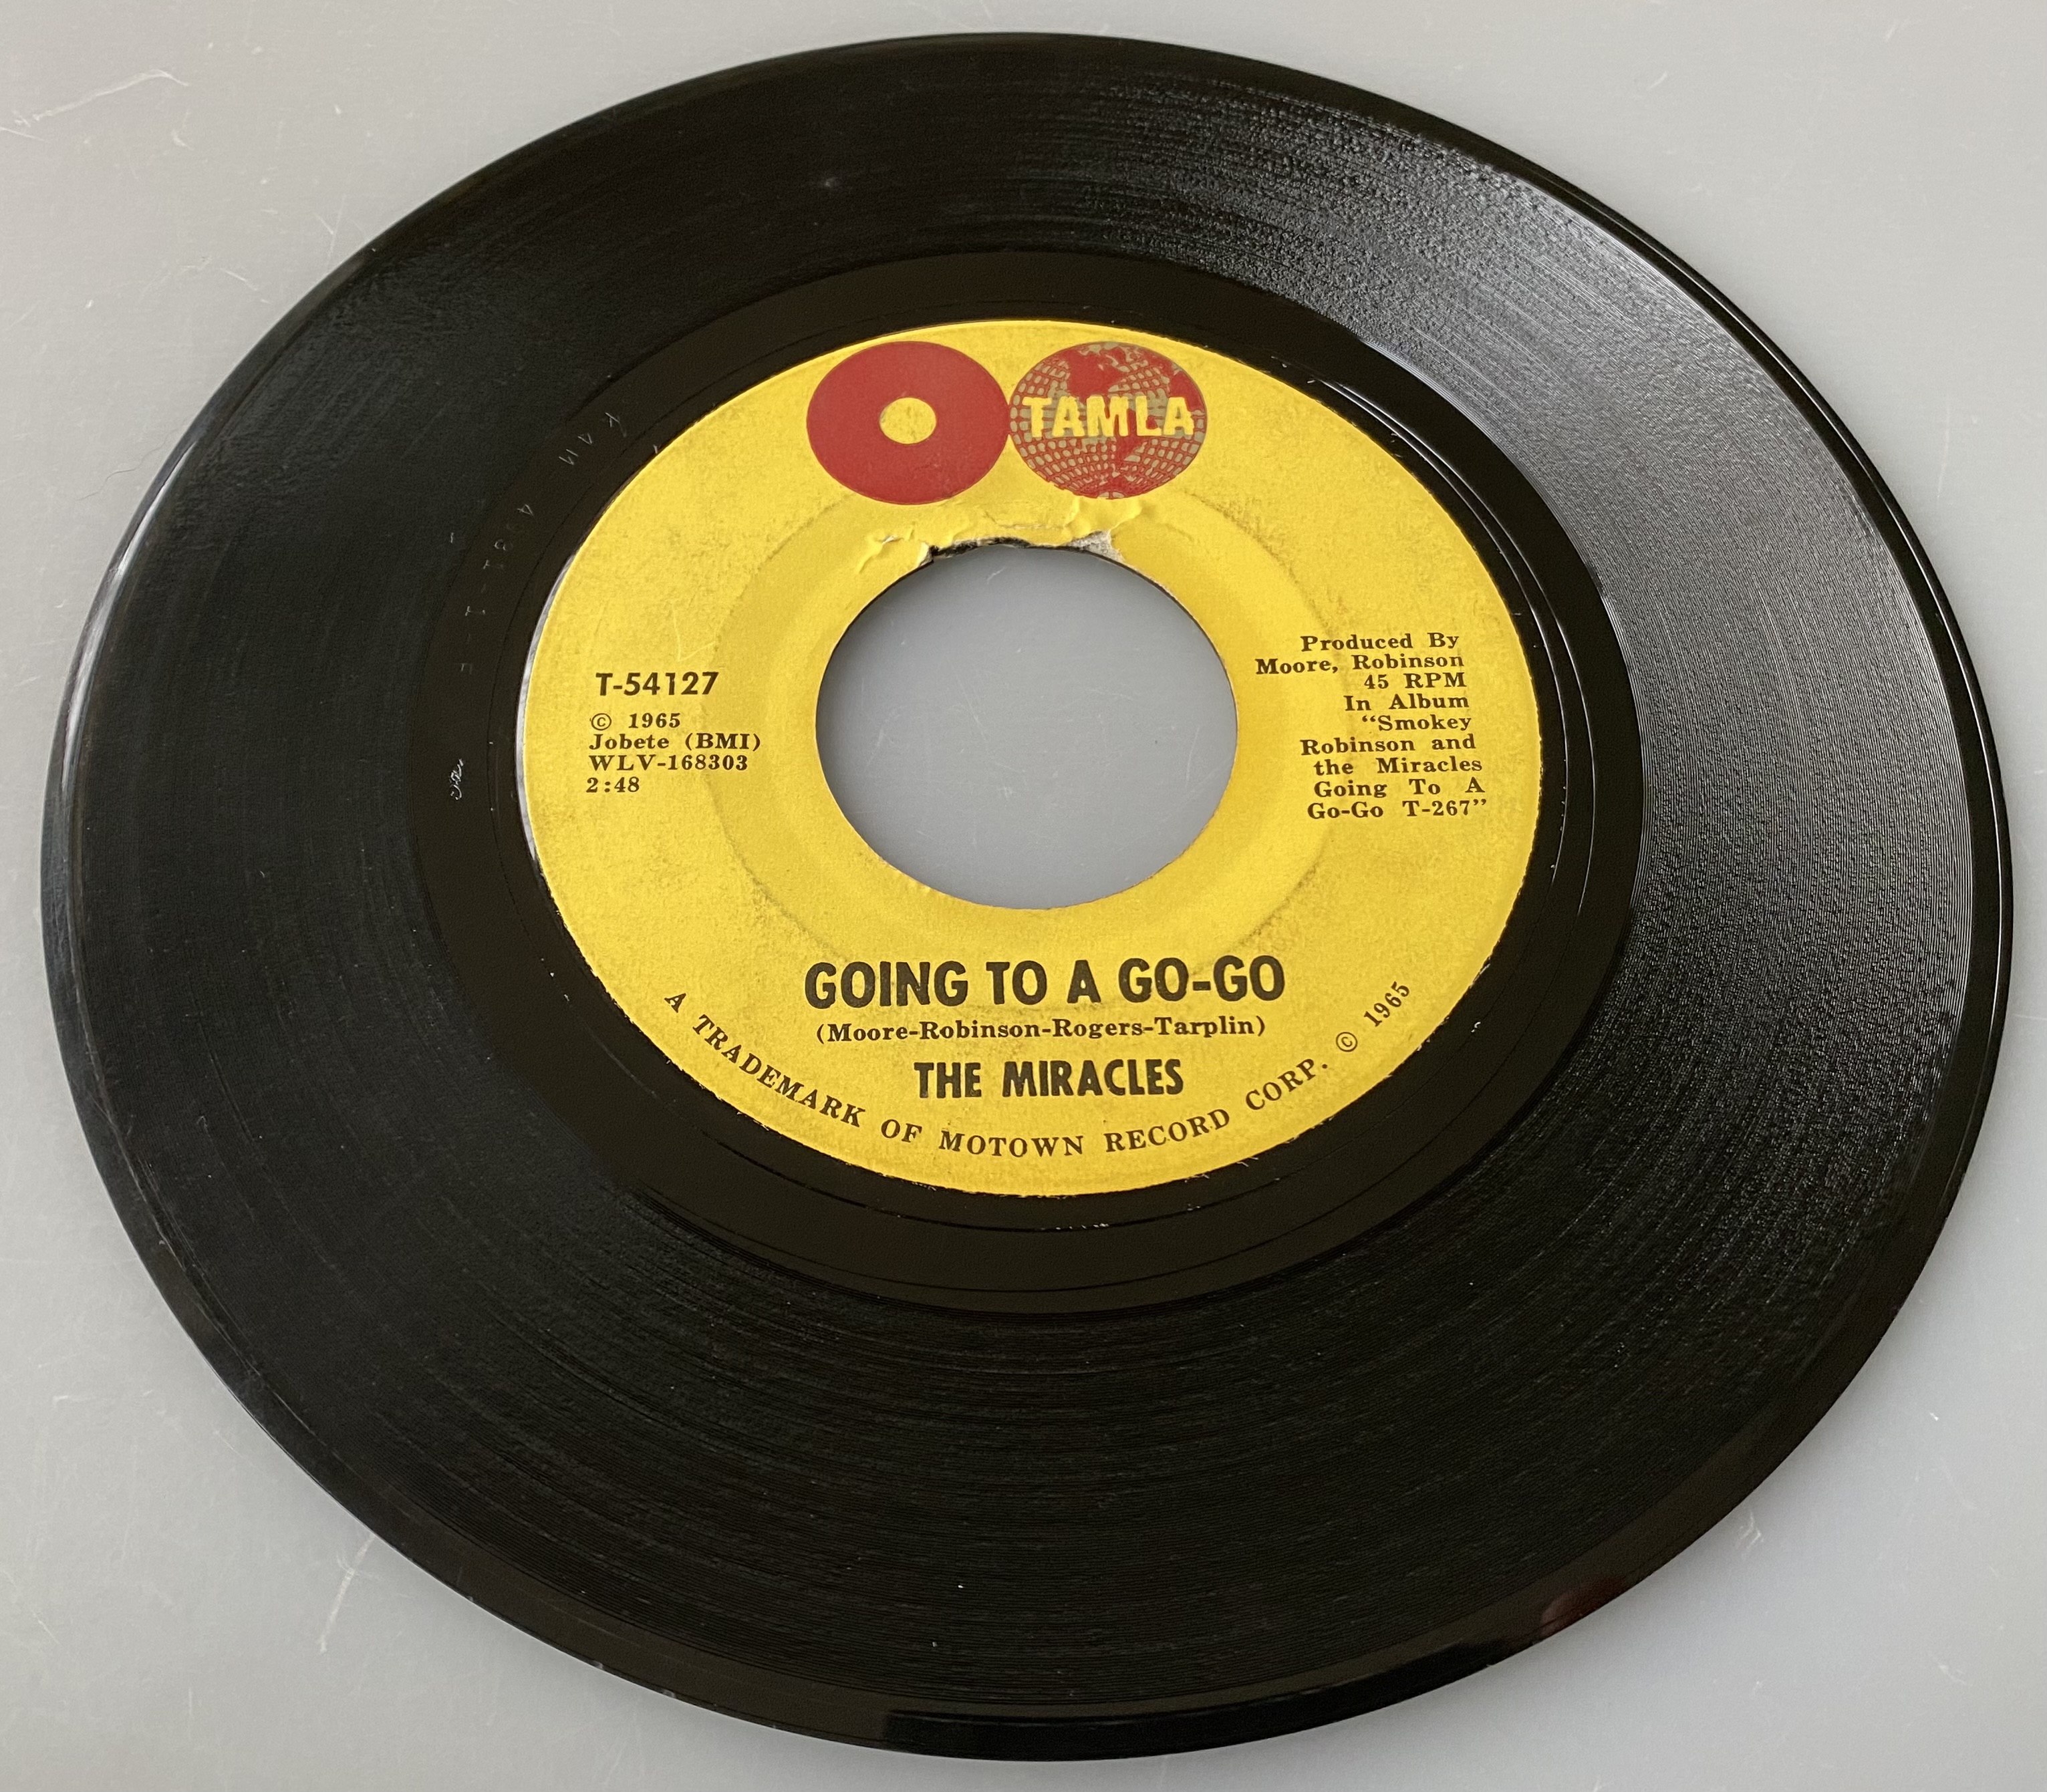 TAMLA
T-54127
© 1965
Jobete (BMI)
WLV-168303
2:48
Produced By
Moore, Robinson
45 RPM
In Album
“Smokey
Robinson and
the Miracles
Going To A
Go-Go T-267”
GOING TO A GO-GO
(Moore-Robinson-Rogers-Tarplin)
THE MIRACLES
A TRADEMARK OF MOTOWN RECORD CORP. © 1965